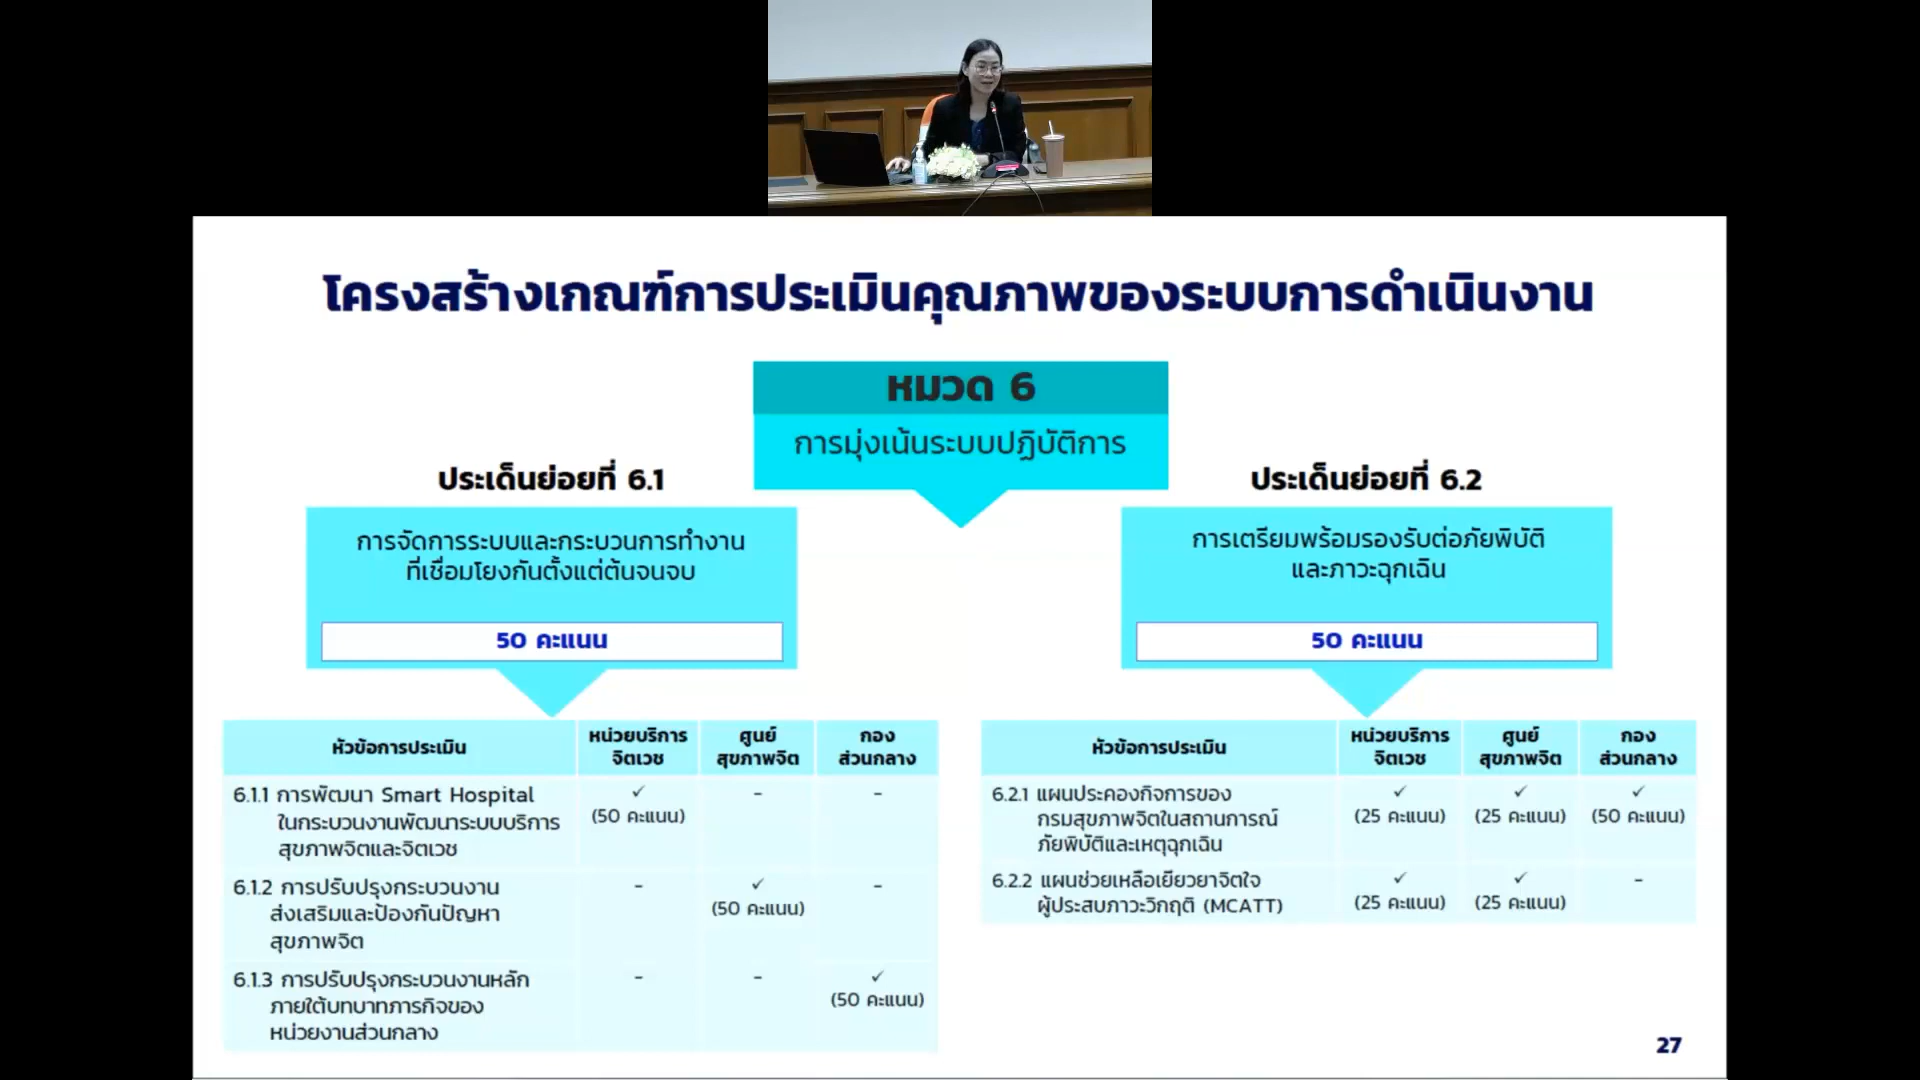 โครงสร้างเกณฑ์การประเมินคุณภาพของระบบการดำเนินงาน
หมวด 6
การมุ่งเน้นระบบปฏิบัติการ
ประเด็นย่อยที่ 6.1
การจัดการระบบและกระบวนการทำงาน
ที่เชื่อมโยงกันตั้งแต่ต้นจนจบ
50 คะแนน
หัวข้อการประเมิน
หน่วยบริการ
จิตเวช
ศูนย์
สุขภาพจิต
กอง
ส่วนกลาง
6.1.1 การพัฒนา Smart Hospital
ในกระบวนงานพัฒนาระบบบริการ
สุขภาพจิตและจิตเวช
✓
(50 คะแนน)
-
-
6.1.2 การปรับปรุงกระบวนงาน
ส่งเสริมและป้องกันปัญหา
สุขภาพจิต
-
✓
(50 คะแนน)
-
6.1.3 การปรับปรุงกระบวนงานหลัก
ภายใต้บทบาทภารกิจของ
หน่วยงานส่วนกลาง
-
-
✓
(50 คะแนน)
ประเด็นย่อยที่ 6.2
การเตรียมพร้อมรองรับต่อภัยพิบัติ
และภาวะฉุกเฉิน
50 คะแนน
หัวข้อการประเมิน
หน่วยบริการ
จิตเวช
ศูนย์
สุขภาพจิต
กอง
ส่วนกลาง
6.2.1 แผนประคองกิจการของ
กรมสุขภาพจิตในสถานการณ์
ภัยพิบัติและเหตุฉุกเฉิน
✓
(25 คะแนน)
✓
(25 คะแนน)
✓
(50 คะแนน)
6.2.2 แผนช่วยเหลือเยียวยาจิตใจ
ผู้ประสบภาวะวิกฤติ (MCATT)
✓
(25 คะแนน)
✓
(25 คะแนน)
-
27